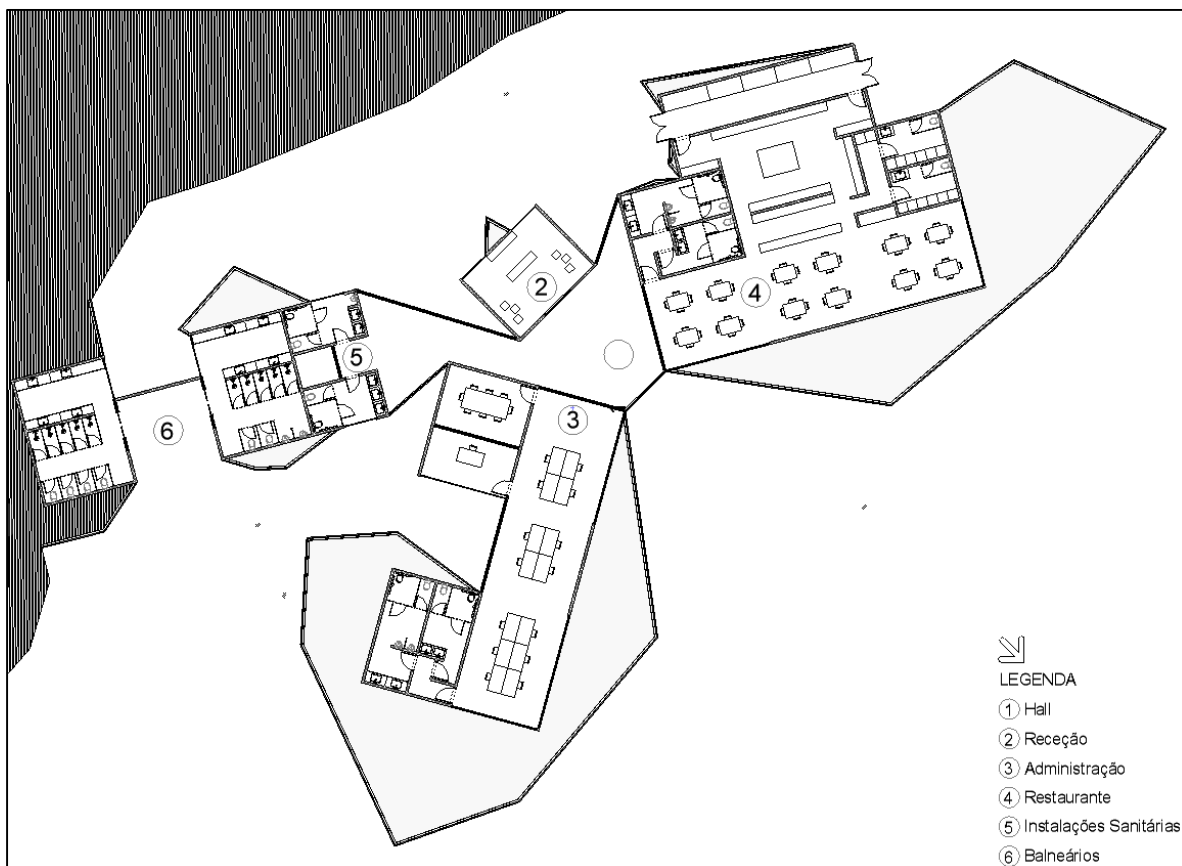 2
4
5
3
6
LEGENDA
1 Hall
2 Receção
3 Administração
4 Restaurante
5 Instalações Sanitárias
6 Balneários